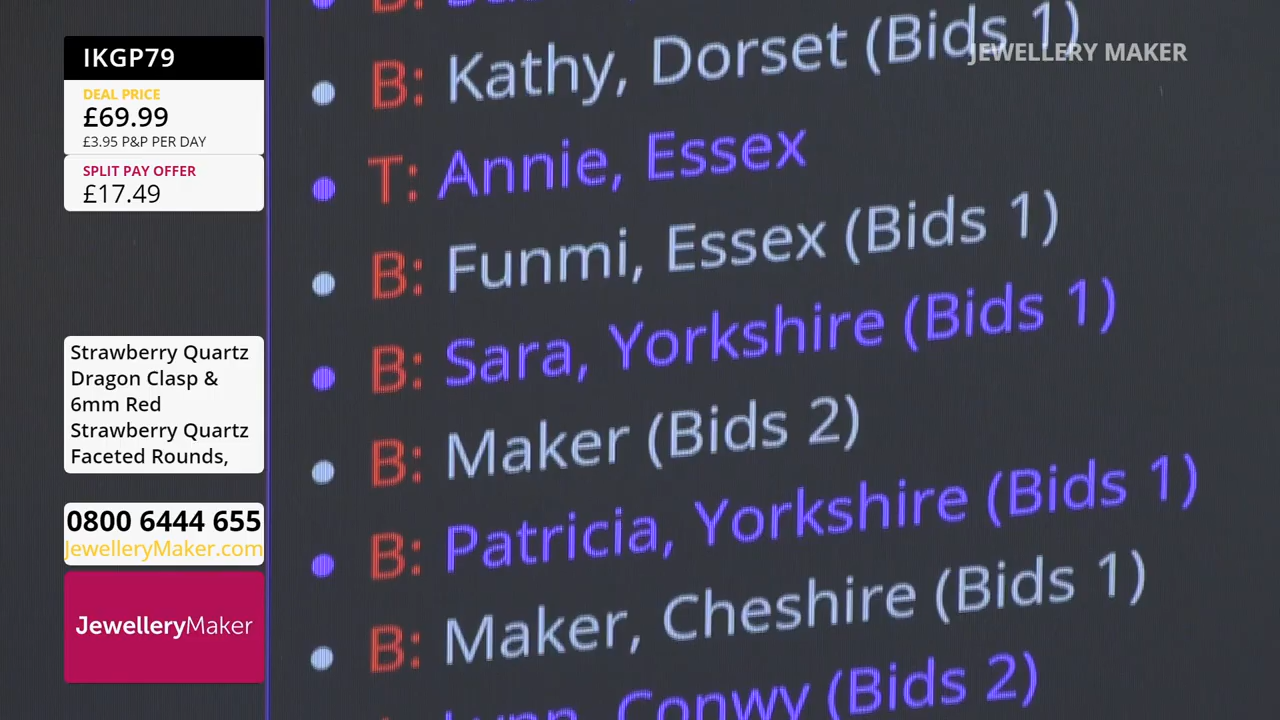 IKGP79
DEAL PRICE
£69.99
£3.95 P&P PER DAY
SPLIT PAY OFFER
£17.49
Strawberry Quartz
Dragon Clasp &
6mm Red
Strawberry Quartz
Faceted Rounds,
0800 6444 655
JewelleryMaker.com
JewelleryMaker
JEWELLERY MAKER
B: Kathy, Dorset (Bids 1)
T: Annie, Essex
B: Funmi, Essex (Bids 1)
B: Sara, Yorkshire (Bids 1)
B: Maker (Bids 2)
B: Patricia, Yorkshire (Bids 1)
B: Maker, Cheshire (Bids 1)
Lynn, Conwy (Bids 2)